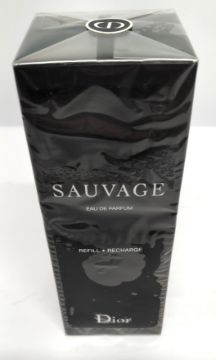 SAUVAGE
EAU DE PARFUM
REFILL • RECHARGE
Dior